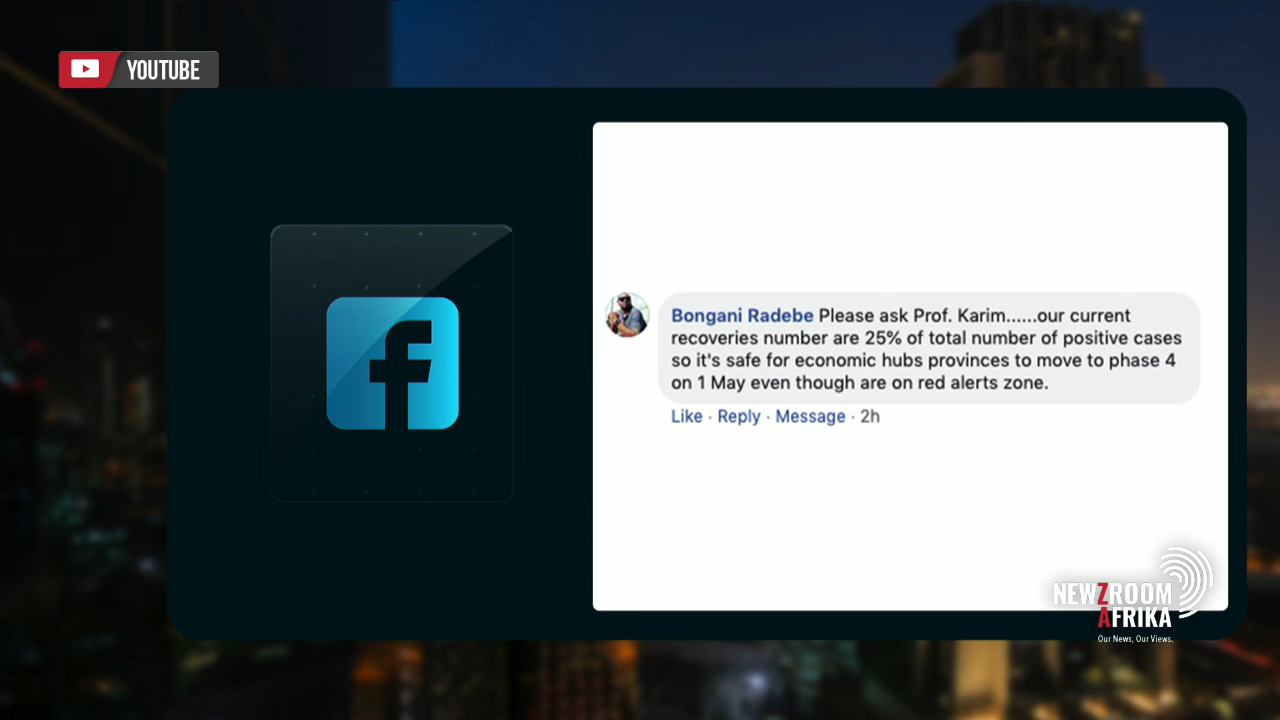 YOUTUBE
Bongani Radebe Please ask Prof. Karim......our current
recoveries number are 25% of total number of positive cases
so it's safe for economic hubs provinces to move to phase 4
on 1 May even though are on red alerts zone.
Like · Reply · Message · 2h
NEWZROOM
AFRIKA
Our News, Our Views.